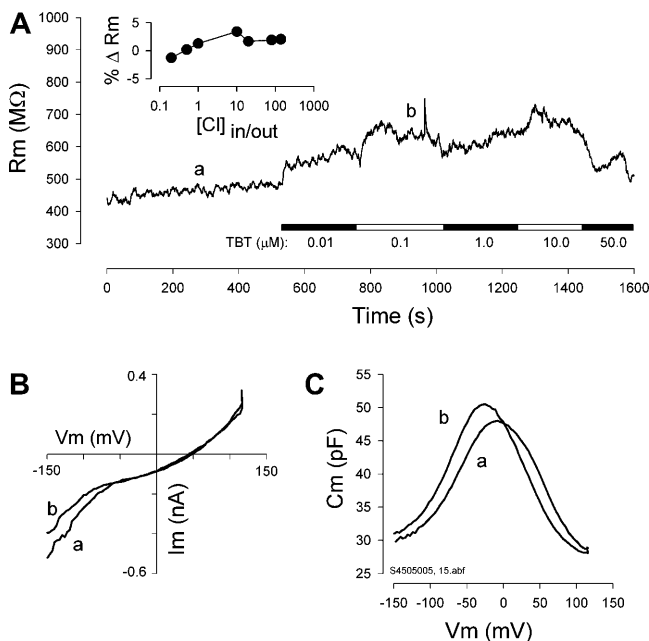 A
% Δ Rm
5
0
-5
0.1 1 10 100 1000
[Cl] in/out
Rm (MΩ)
1000
900
800
700
600
500
400
300
a
b
TBT (μM): 0.01 0.1 1.0 10.0 50.0
0 200 400 600 800 1000 1200 1400 1600
Time (s)
B
0.4
Vm (mV)
-150 150
b
a
Im (nA)
-0.6
C
Cm (pF)
55
50
45
40
35
30
25
b
a
S4505005, 15.abf
-150 -100 -50 0 50 100 150
Vm (mV)